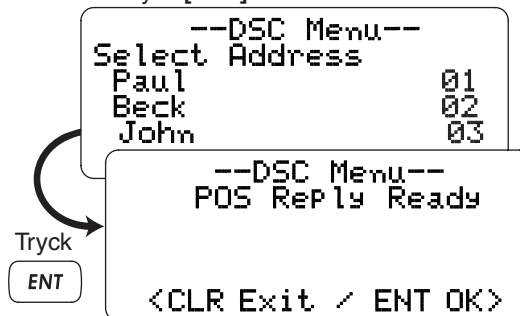 --DSC Menu--
Select Address
Paul 01
Beck 02
John 03
--DSC Menu--
POS Reply Ready
Tryck
ENT
<CLR Exit / ENT OK>